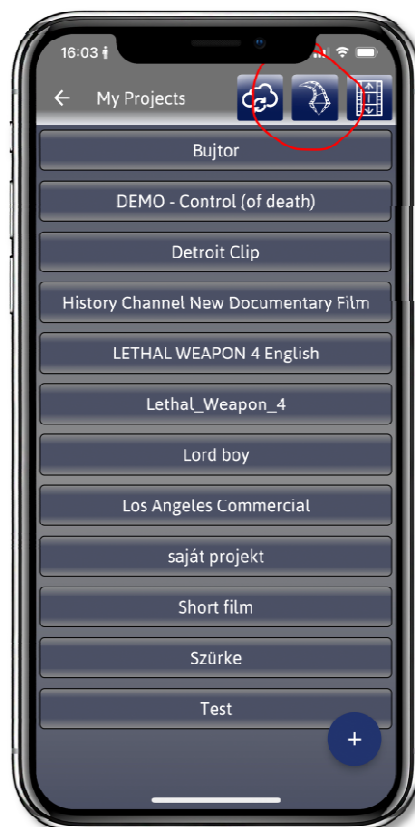 16:03
My Projects
Bujtor
DEMO - Control (of death)
Detroit Clip
History Channel New Documentary Film
LETHAL WEAPON 4 English
Lethal_Weapon_4
Lord boy
Los Angeles Commercial
saját projekt
Short film
Szürke
Test
+